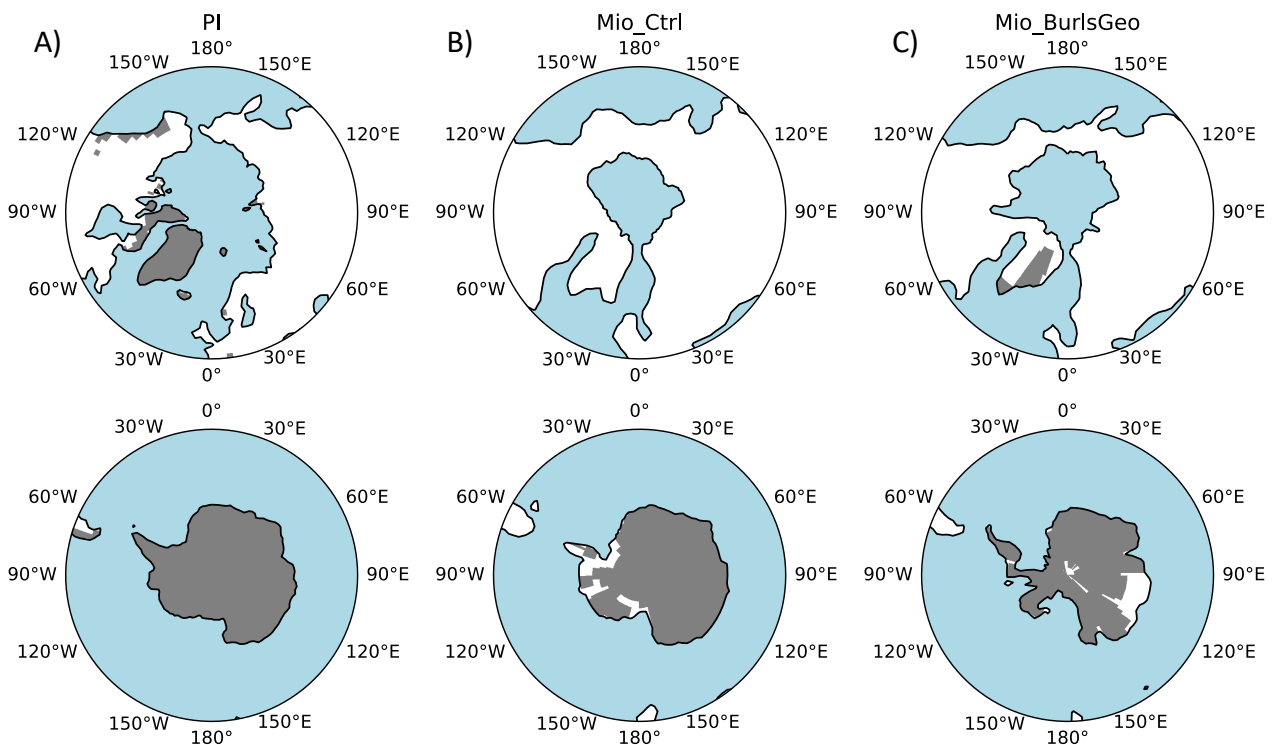 A) PI B) Mio_Ctrl C) Mio_BurlsGeo
180° 180° 180°
150°W 150°E 150°W 150°E 150°W 150°E
120°W 120°E 120°W 120°E 120°W 120°E
90°W 90°E 90°W 90°E 90°W 90°E
60°W 60°E 60°W 60°E 60°W 60°E
30°W 30°E 30°W 30°E 30°W 30°E
0° 0° 0°
0° 0° 0°
30°W 30°E 30°W 30°E 30°W 30°E
60°W 60°E 60°W 60°E 60°W 60°E
90°W 90°E 90°W 90°E 90°W 90°E
120°W 120°E 120°W 120°E 120°W 120°E
150°W 150°E 150°W 150°E 150°W 150°E
180° 180° 180°